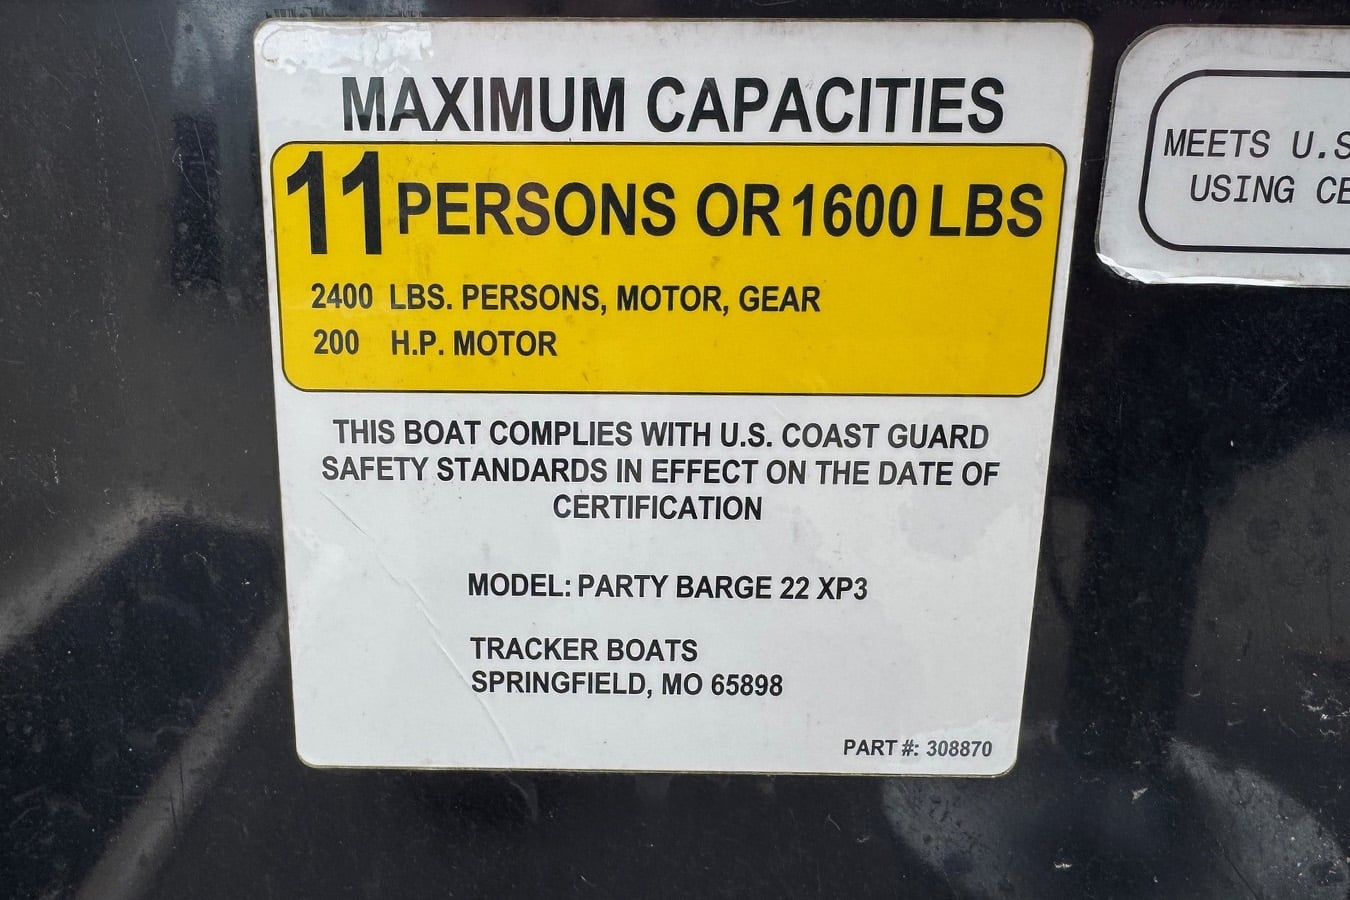 MAXIMUM CAPACITIES
11 PERSONS OR 1600 LBS
2400 LBS. PERSONS, MOTOR, GEAR
200 H.P. MOTOR
THIS BOAT COMPLIES WITH U.S. COAST GUARD
SAFETY STANDARDS IN EFFECT ON THE DATE OF
CERTIFICATION
MODEL: PARTY BARGE 22 XP3
TRACKER BOATS
SPRINGFIELD, MO 65898
PART #: 308870
MEETS U.S
USING CE